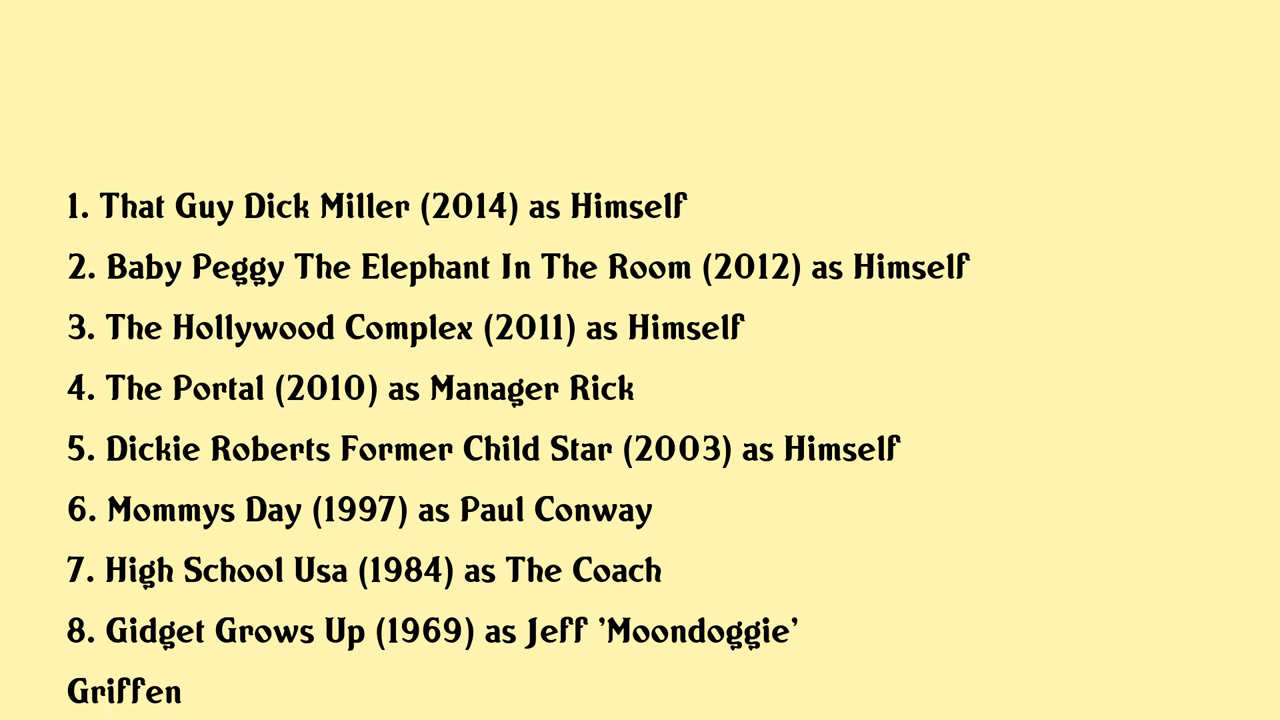 1. That Guy Dick Miller (2014) as Himself
2. Baby Peggy The Elephant In The Room (2012) as Himself
3. The Hollywood Complex (2011) as Himself
4. The Portal (2010) as Manager Rick
5. Dickie Roberts Former Child Star (2003) as Himself
6. Mommys Day (1997) as Paul Conway
7. High School Usa (1984) as The Coach
8. Gidget Grows Up (1969) as Jeff 'Moondoggie'
Griffen